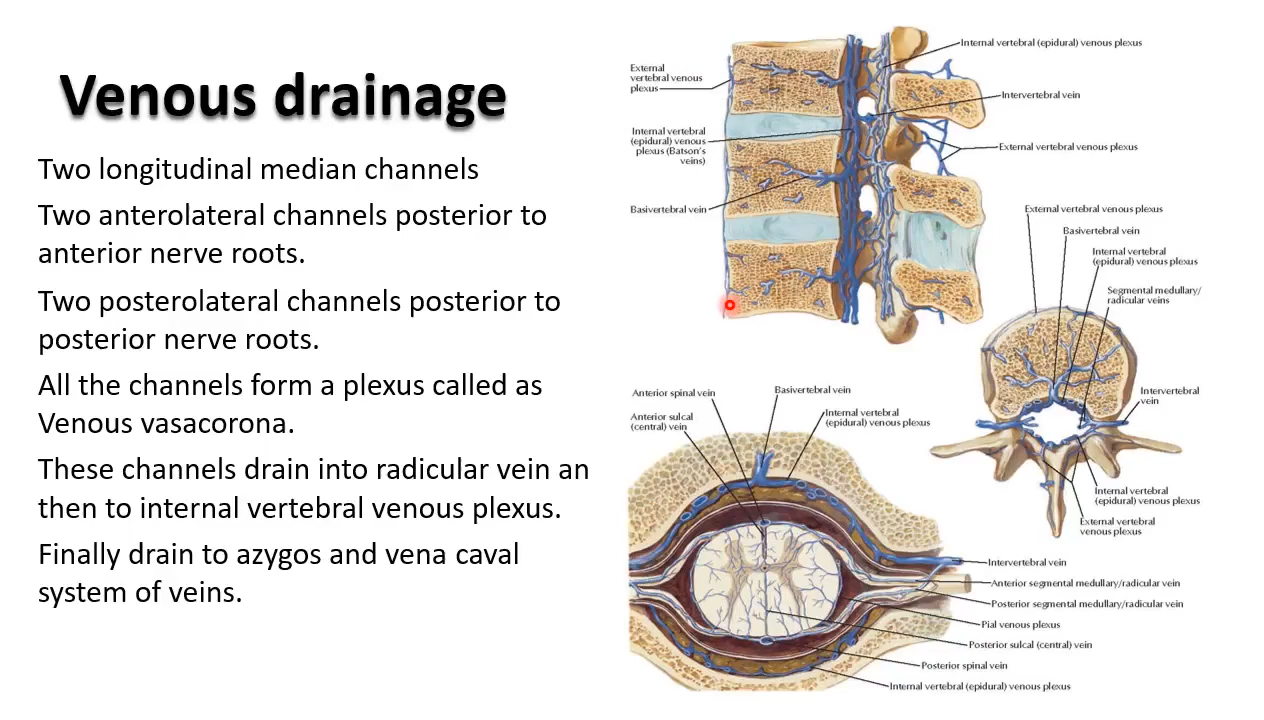 Venous drainage
Two longitudinal median channels
Two anterolateral channels posterior to
anterior nerve roots.
Two posterolateral channels posterior to
posterior nerve roots.
All the channels form a plexus called as
Venous vasacorona.
These channels drain into radicular vein an
then to internal vertebral venous plexus.
Finally drain to azygos and vena caval
system of veins.
Internal vertebral (epidural) venous plexus
External
vertebral venous
plexus
Intervertebral vein
Internal vertebral
(epidural) venous
plexus (Batson's
veins)
External vertebral venous plexus
Basivertebral vein
External vertebral venous plexus
Basivertebral vein
Internal vertebral
(epidural) venous plexus
Segmental medullary/
radicular veins
Intervertebral
vein
Internal vertebral
(epidural) venous plexus
External vertebral
venous plexus
Anterior spinal vein
Basivertebral vein
Anterior sulcal
(central) vein
Internal vertebral
(epidural) venous plexus
Intervertebral vein
Anterior segmental medullary/radicular vein
Posterior segmental medullary/radicular vein
Pial venous plexus
Posterior sulcal (central) vein
Posterior spinal vein
Internal vertebral (epidural) venous plexus